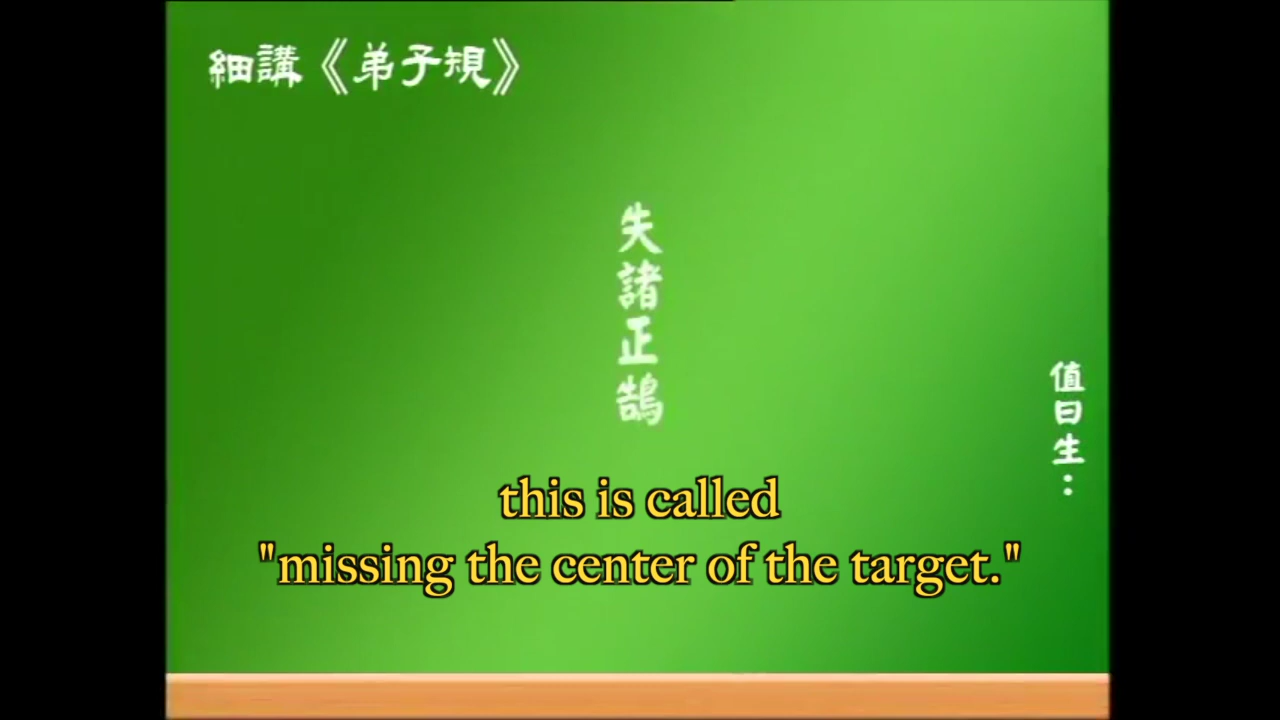 細講《弟子規》
失諸正鵠
值日生：
this is called
"missing the center of the target."